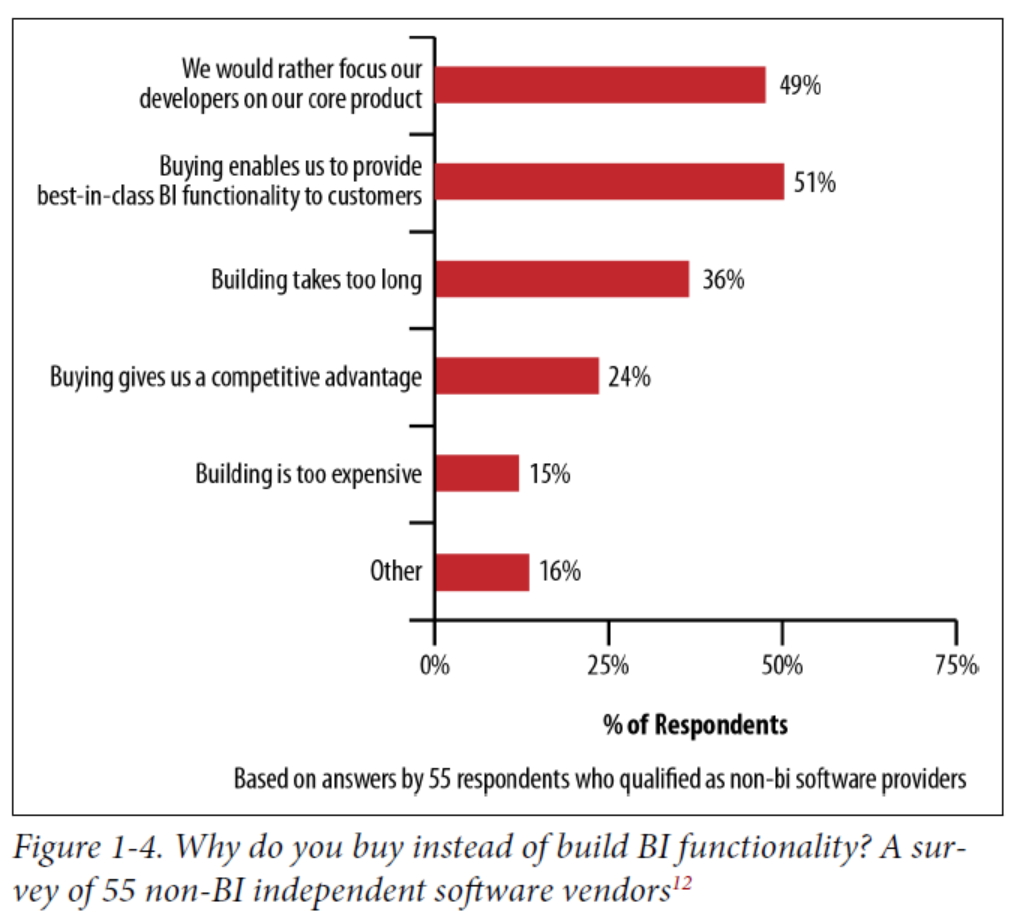 We would rather focus our
developers on our core product
49%
Buying enables us to provide
best-in-class BI functionality to customers
51%
Building takes too long
36%
Buying gives us a competitive advantage
24%
Building is too expensive
15%
Other
16%
0% 25% 50% 75%
% of Respondents
Based on answers by 55 respondents who qualified as non-bi software providers
Figure 1-4. Why do you buy instead of build BI functionality? A sur-
vey of 55 non-BI independent software vendors12